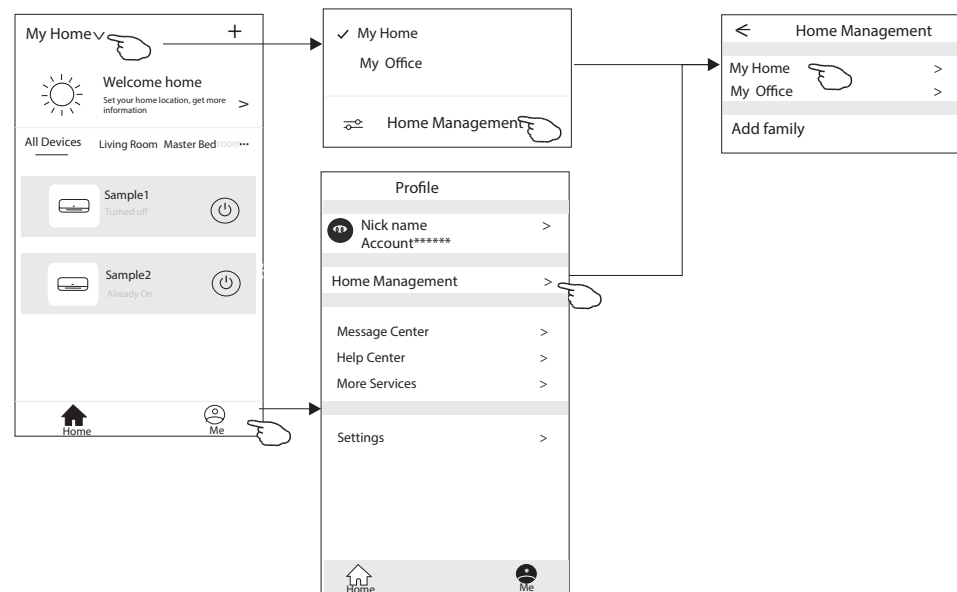 My Home
+
Welcome home
Set your home location, get more
information
>
All Devices Living Room Master Bedroom ...
Sample1
Turned off
Sample2
Already On
Home
Me
✓ My Home
My Office
Home Management
Profile
Nick name >
Account******
Home Management >
Message Center >
Help Center >
More Services >
Settings >
Home
Me
Home Management
My Home >
My Office >
Add family